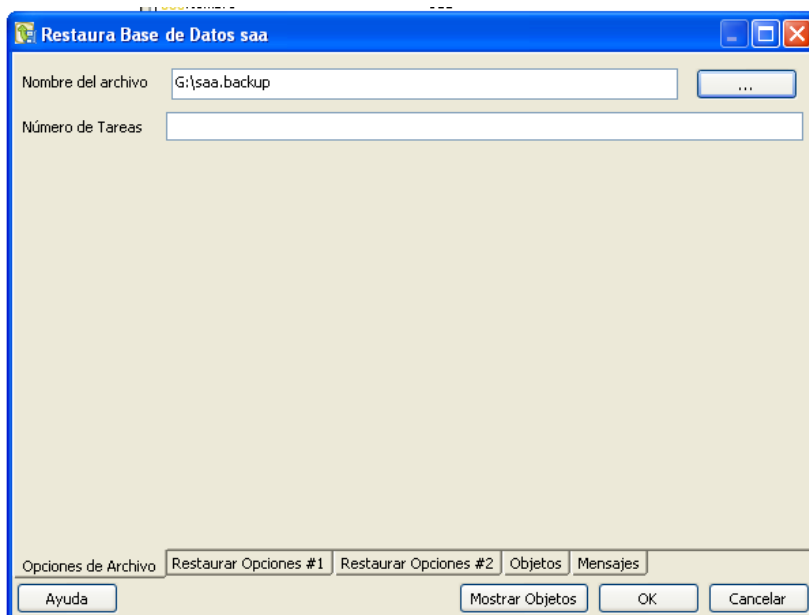 Restaura Base de Datos saa
Nombre del archivo G:\saa.backup ...
Número de Tareas
Opciones de Archivo Restaurar Opciones #1 Restaurar Opciones #2 Objetos Mensajes
Ayuda Mostrar Objetos OK Cancelar